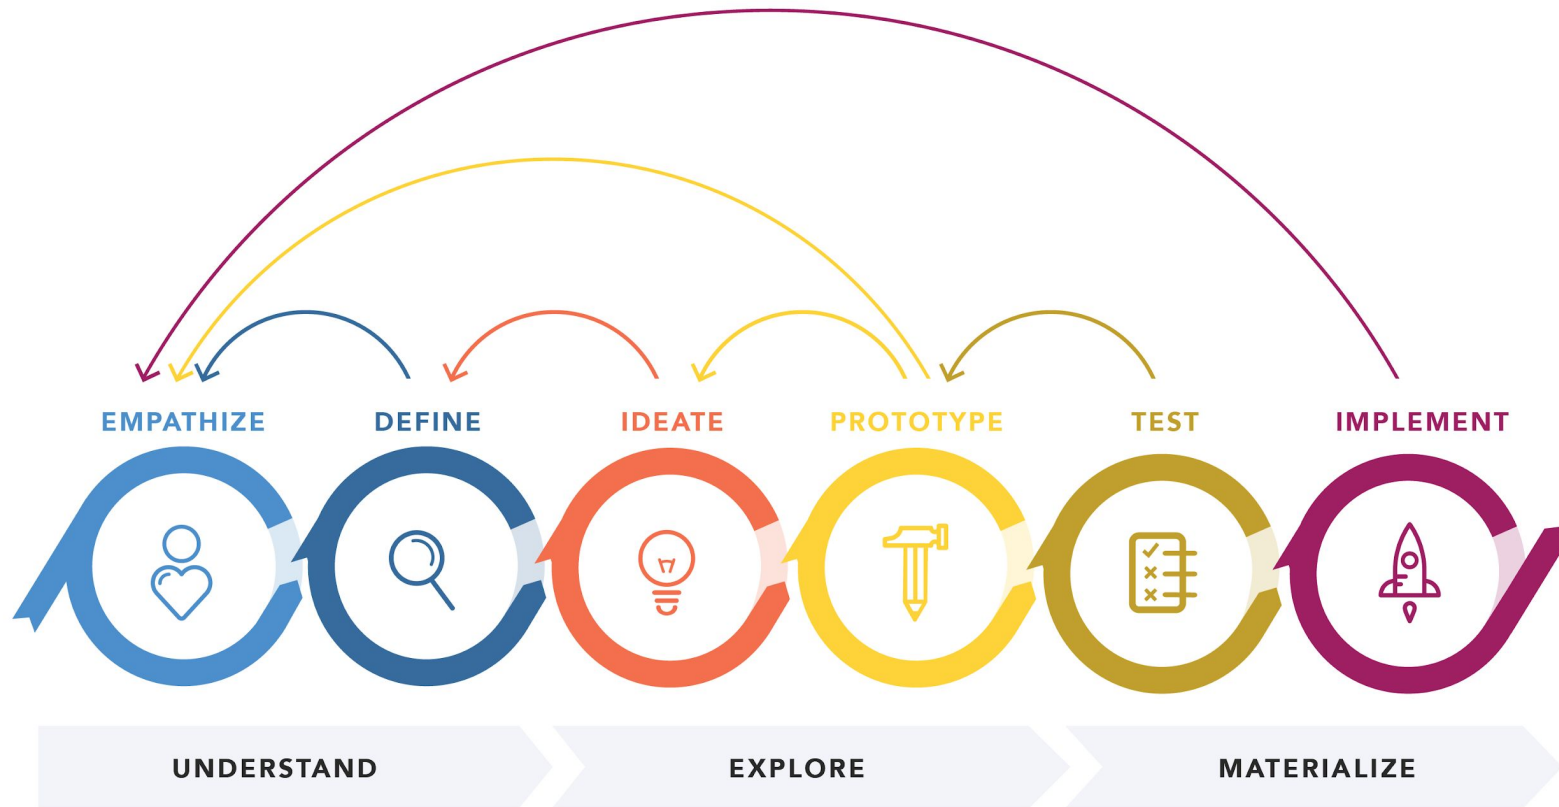 EMPATHIZE
DEFINE
IDEATE
PROTOTYPE
TEST
IMPLEMENT
UNDERSTAND
EXPLORE
MATERIALIZE